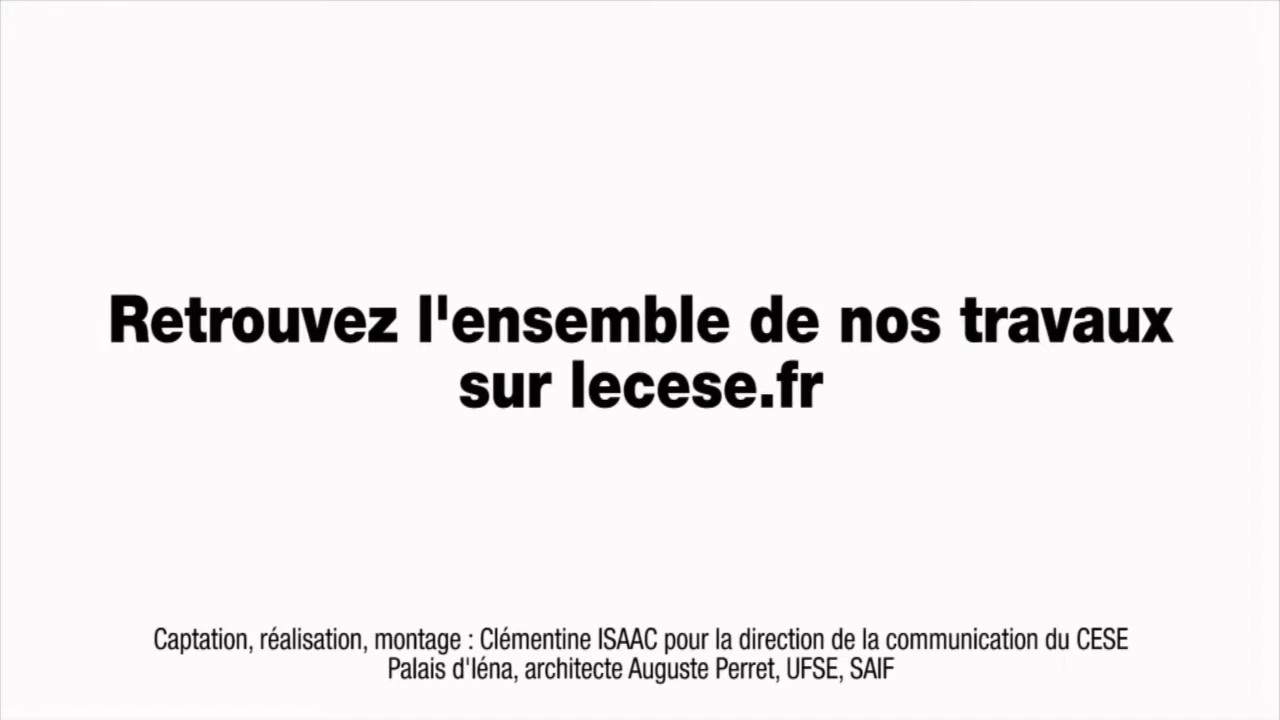 Retrouvez l'ensemble de nos travaux
sur lecese.fr
Captation, réalisation, montage : Clémentine ISAAC pour la direction de la communication du CESE
Palais d'Iéna, architecte Auguste Perret, UFSE, SAIF